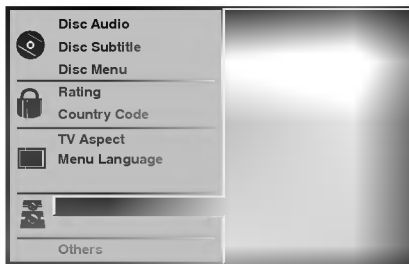 Disc Audio
Disc Subtitle
Disc Menu
Rating
Country Code
TV Aspect
Menu Language
Others